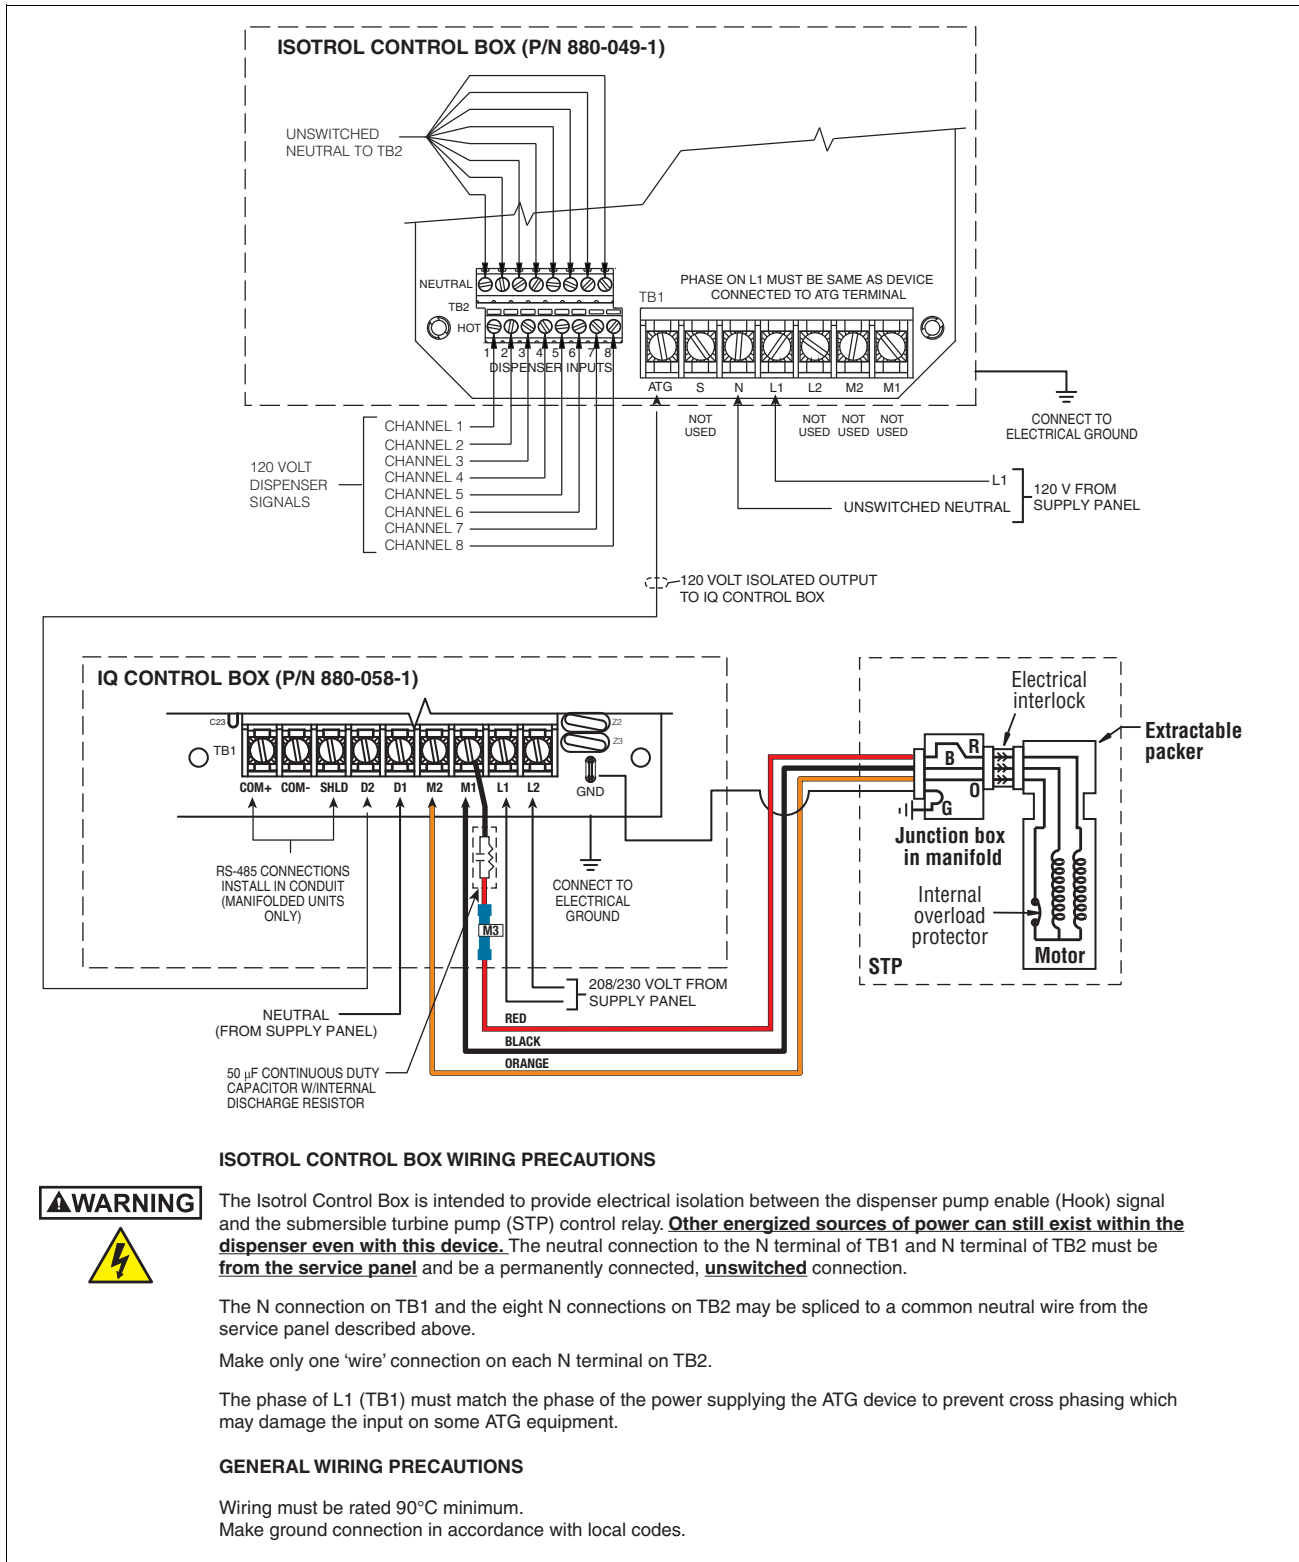 ISOTROL CONTROL BOX (P/N 880-049-1)
UNSWITCHED
NEUTRAL TO TB2
NEUTRAL
TB2
HOT
1 2 3 4 5 6 7 8
DISPENSER INPUTS
PHASE ON L1 MUST BE SAME AS DEVICE
CONNECTED TO ATG TERMINAL
TB1
ATG S N L1 L2 M2 M1
NOT
USED
NOT
USED
NOT
USED
NOT
USED
CONNECT TO
ELECTRICAL GROUND
120 VOLT
DISPENSER
SIGNALS
CHANNEL 1
CHANNEL 2
CHANNEL 3
CHANNEL 4
CHANNEL 5
CHANNEL 6
CHANNEL 7
CHANNEL 8
L1
UNSWITCHED NEUTRAL
120 V FROM
SUPPLY PANEL
120 VOLT ISOLATED OUTPUT
TO IQ CONTROL BOX
IQ CONTROL BOX (P/N 880-058-1)
C23
TB1
Z2
Z3
COM+ COM- SHLD D2 D1 M2 M1 L1 L2
GND
RS-485 CONNECTIONS
INSTALL IN CONDUIT
(MANIFOLDED UNITS
ONLY)
M3
CONNECT TO
ELECTRICAL
GROUND
Electrical
interlock
Extractable
packer
R
B
O
G
Junction box
in manifold
Internal
overload
protector
Motor
STP
NEUTRAL
(FROM SUPPLY PANEL)
208/230 VOLT FROM
SUPPLY PANEL
RED
BLACK
ORANGE
50 µF CONTINUOUS DUTY
CAPACITOR W/INTERNAL
DISCHARGE RESISTOR
ISOTROL CONTROL BOX WIRING PRECAUTIONS
WARNING
The Isotrol Control Box is intended to provide electrical isolation between the dispenser pump enable (Hook) signal
and the submersible turbine pump (STP) control relay. Other energized sources of power can still exist within the
dispenser even with this device. The neutral connection to the N terminal of TB1 and N terminal of TB2 must be
from the service panel and be a permanently connected, unswitched connection.
The N connection on TB1 and the eight N connections on TB2 may be spliced to a common neutral wire from the
service panel described above.
Make only one ‘wire’ connection on each N terminal on TB2.
The phase of L1 (TB1) must match the phase of the power supplying the ATG device to prevent cross phasing which
may damage the input on some ATG equipment.
GENERAL WIRING PRECAUTIONS
Wiring must be rated 90°C minimum.
Make ground connection in accordance with local codes.